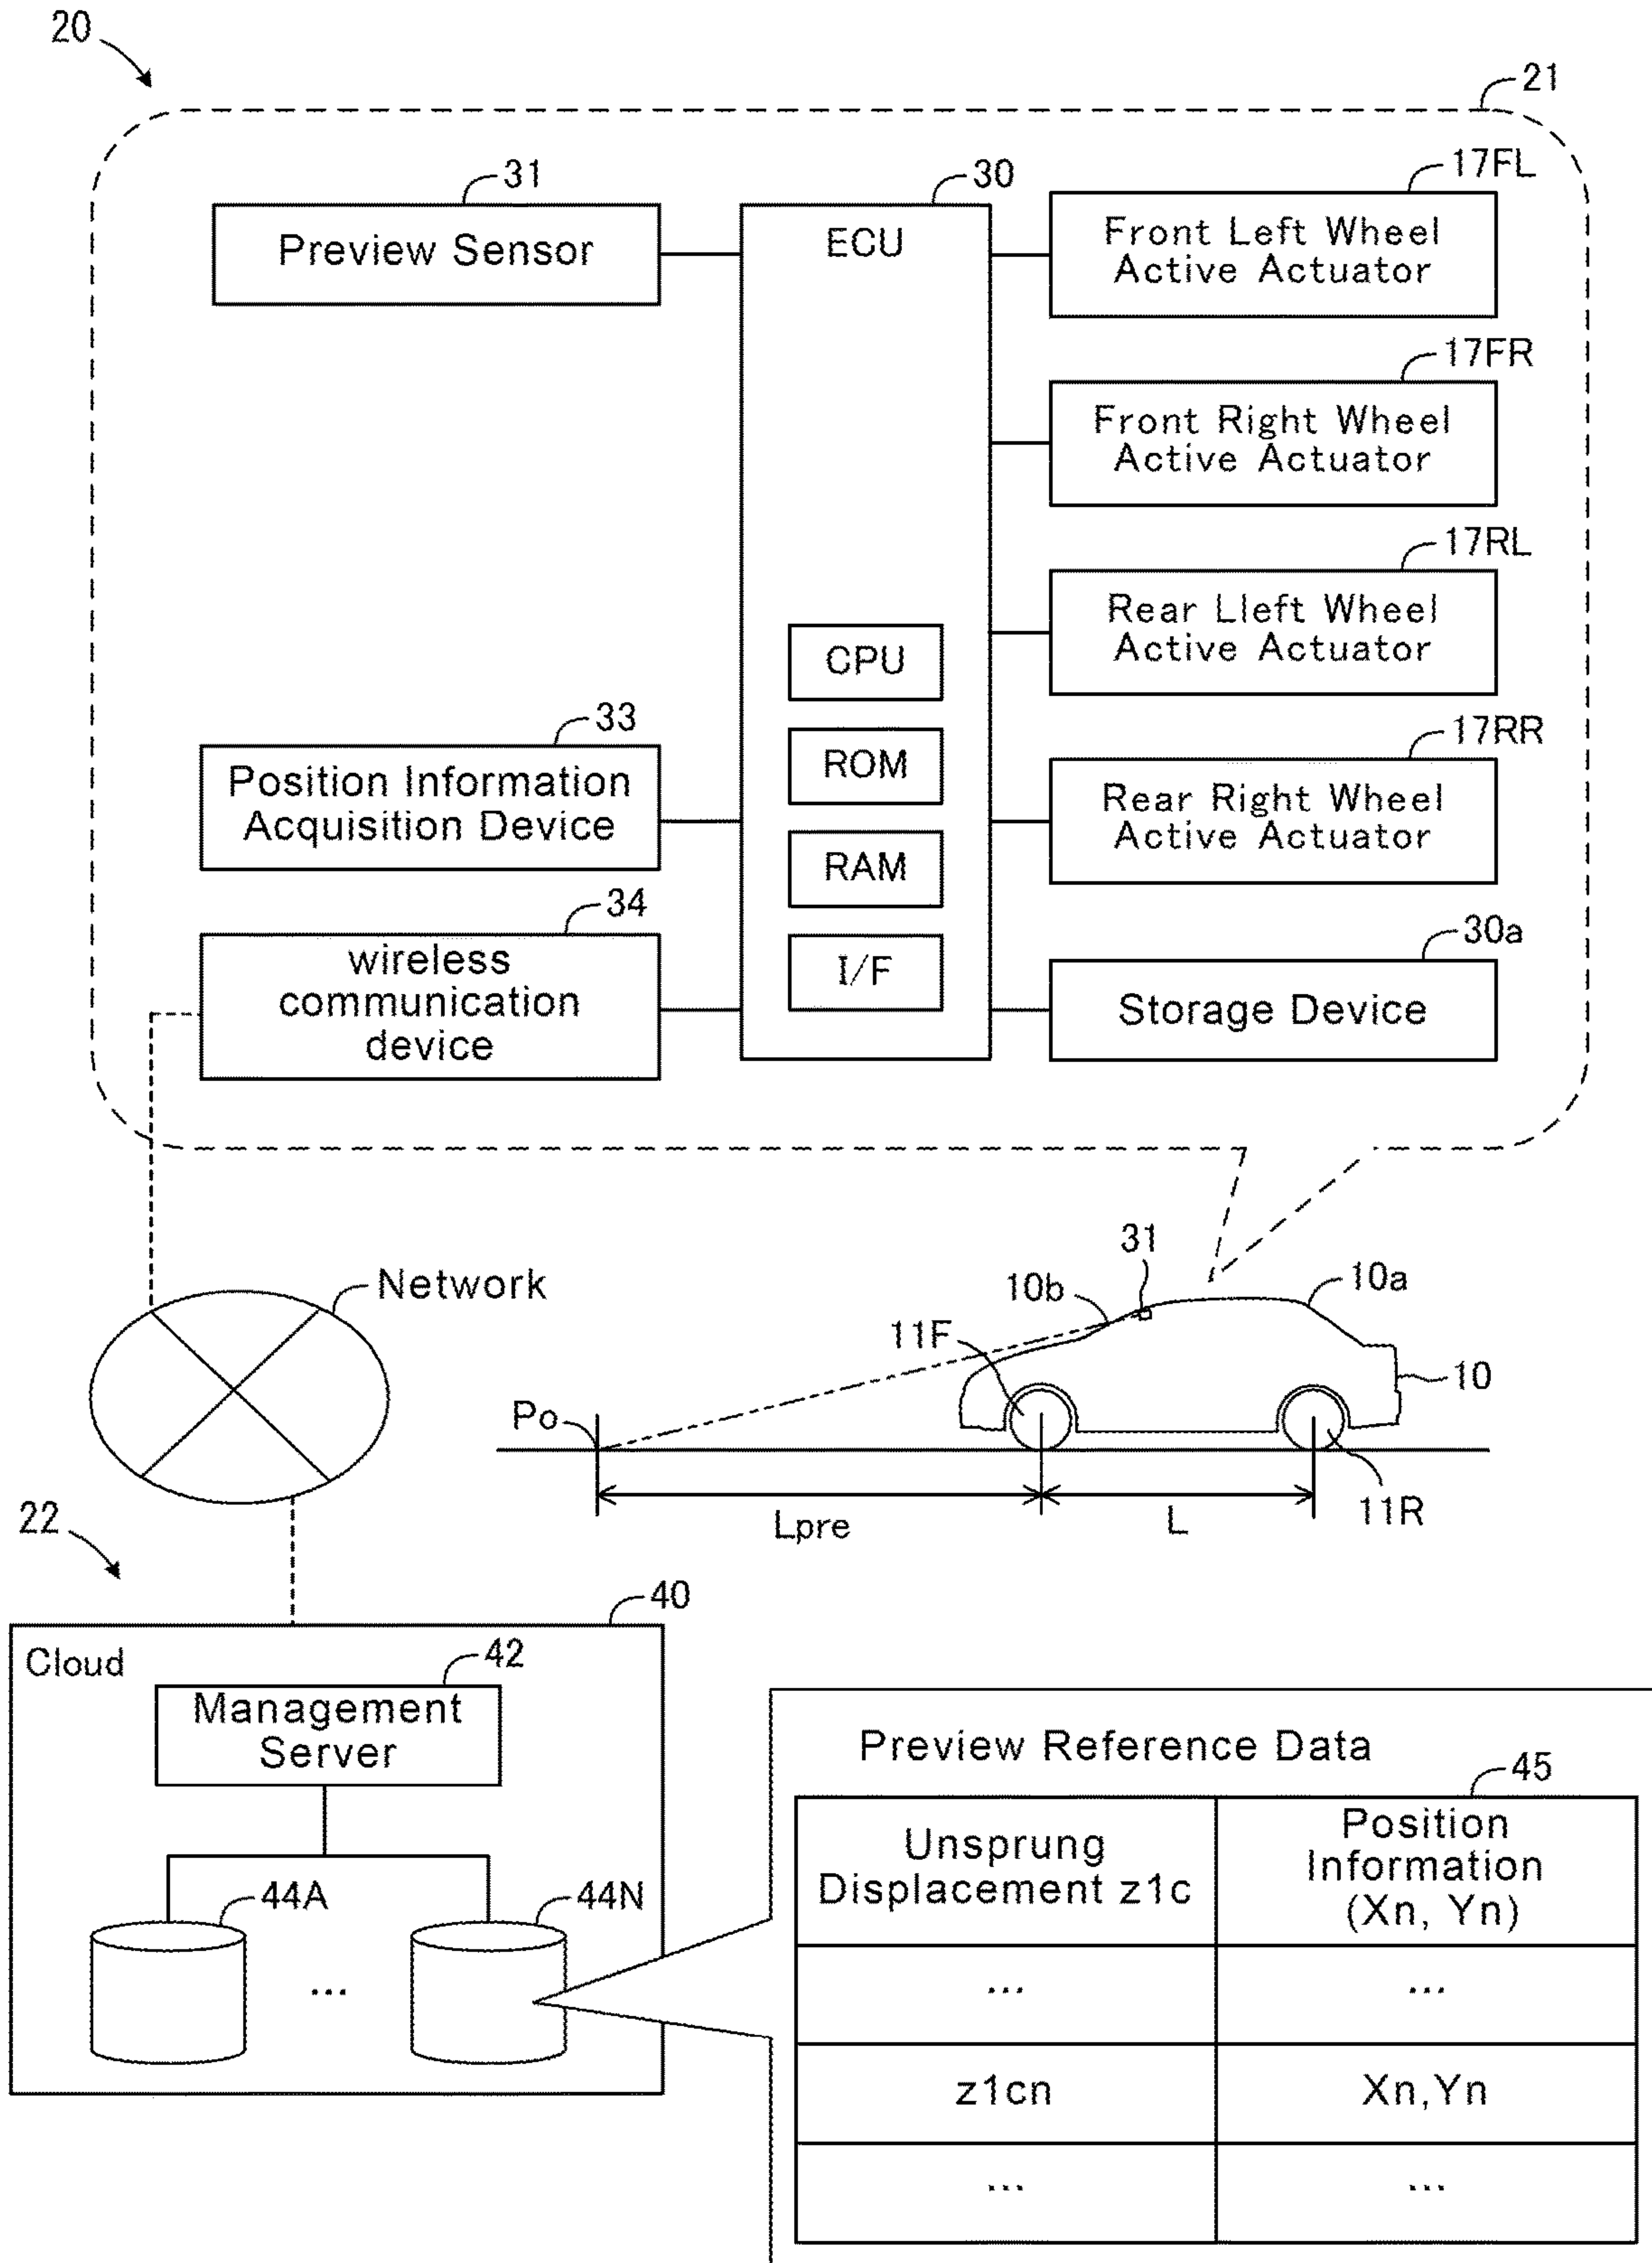 20
21
31
Preview Sensor
30
ECU
17FL
Front Left Wheel
Active Actuator
17FR
Front Right Wheel
Active Actuator
17RL
Rear Lleft Wheel
Active Actuator
CPU
33
Position Information
Acquisition Device
ROM
17RR
Rear Right Wheel
Active Actuator
RAM
34
wireless
communication
device
I/F
30a
Storage Device
Network
31
10b
10a
11F
10
Po
11R
Lpre
L
22
40
Cloud
42
Management
Server
44A
44N
...
Preview Reference Data
45
Unsprung
Displacement z1c
Position
Information
(Xn, Yn)
...
...
z1cn
Xn,Yn
...
...